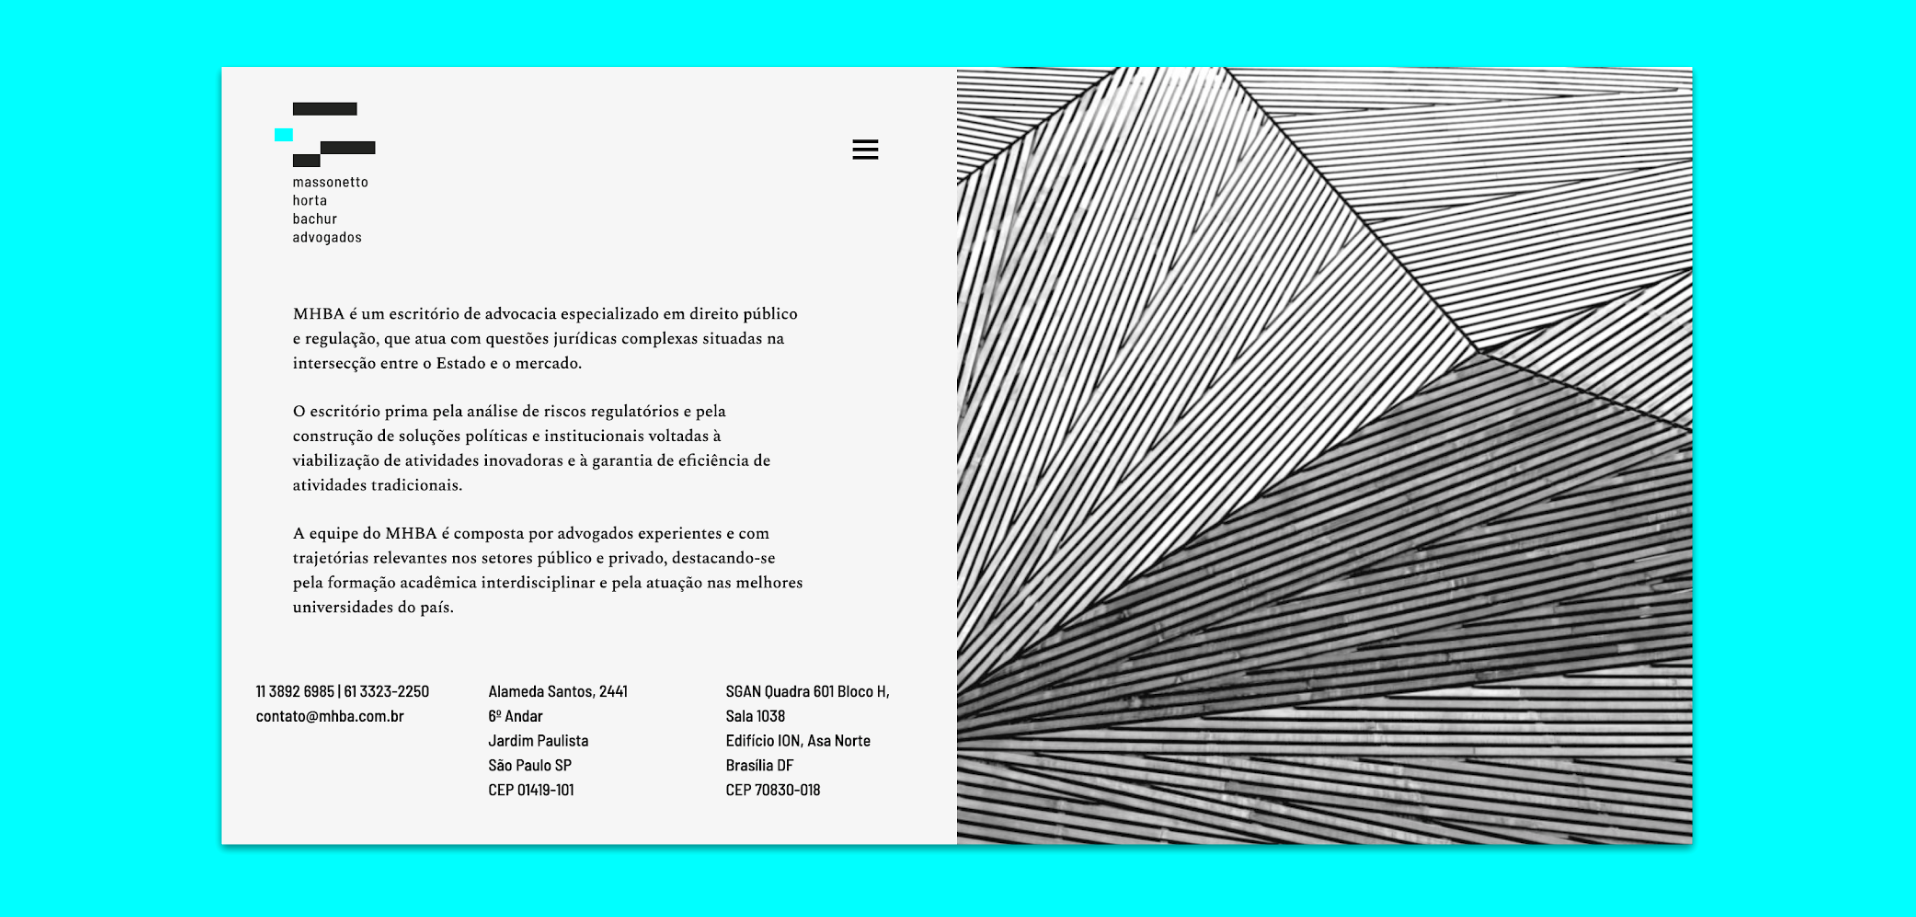 massonetto
horta
bachur
advogados
MHBA é um escritório de advocacia especializado em direito público
e regulação, que atua com questões jurídicas complexas situadas na
intersecção entre o Estado e o mercado.
O escritório prima pela análise de riscos regulatórios e pela
construção de soluções políticas e institucionais voltadas à
viabilização de atividades inovadoras e à garantia de eficiência de
atividades tradicionais.
A equipe do MHBA é composta por advogados experientes e com
trajetórias relevantes nos setores público e privado, destacando-se
pela formação acadêmica interdisciplinar e pela atuação nas melhores
universidades do país.
11 3892 6985 | 61 3323-2250
contato@mhba.com.br
Alameda Santos, 2441
6º Andar
Jardim Paulista
São Paulo SP
CEP 01419-101
SGAN Quadra 601 Bloco H,
Sala 1038
Edifício ION, Asa Norte
Brasília DF
CEP 70830-018